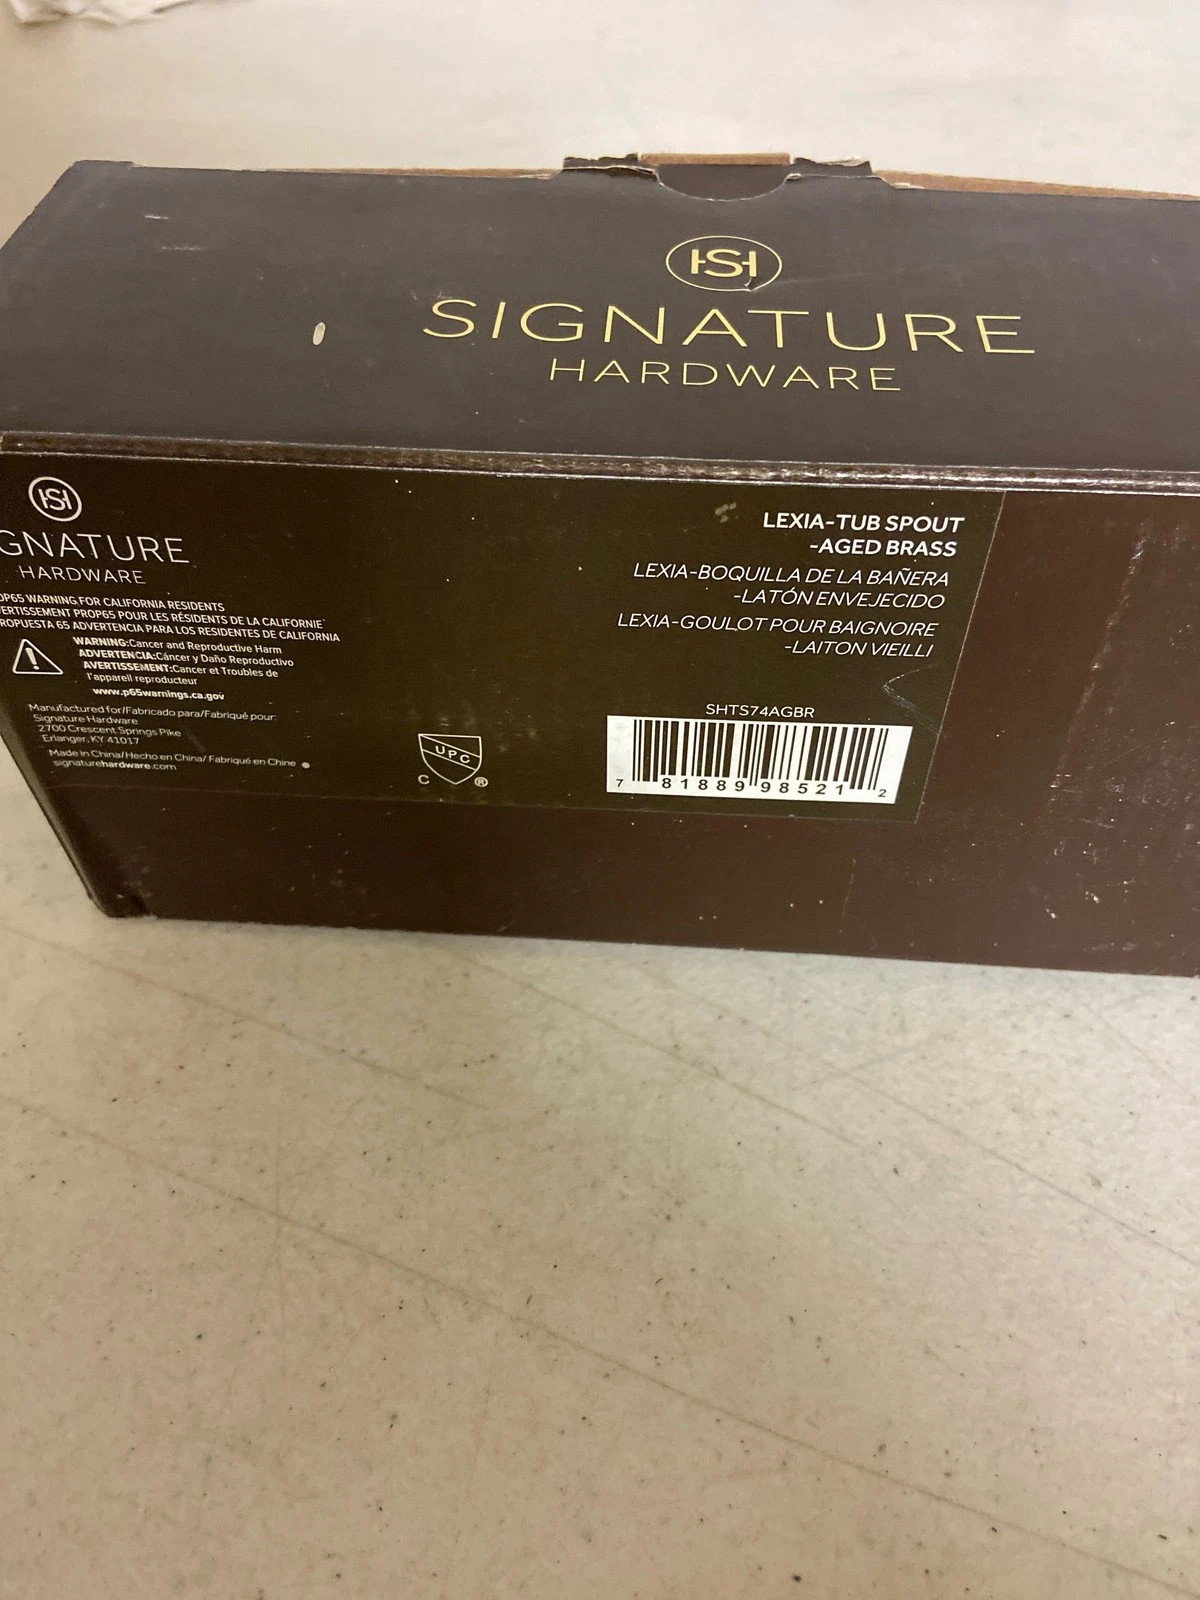 SIGNATURE
HARDWARE
GNATURE
HARDWARE
OP65 WARNING FOR CALIFORNIA RESIDENTS
ERTISSEMENT PROP65 POUR LES RÉSIDENTS DE LA CALIFORNIE
ROPUESTA 65 ADVERTENCIA PARA LOS RESIDENTES DE CALIFORNIA
WARNING:Cancer and Reproductive Harm
ADVERTENCIA:Cáncer y Daño Reproductivo
AVERTISSEMENT:Cancer et Troubles de
l'appareil reproducteur
www.p65warnings.ca.gov
Manufactured for/Fabricado para/Fabriqué pour:
Signature Hardware
2700 Crescent Springs Pike
Erlanger, KY 41017
Made in China/Hecho en China/ Fabriqué en Chine
signaturehardware.com
UPC
C ®
LEXIA-TUB SPOUT
-AGED BRASS
LEXIA-BOQUILLA DE LA BAÑERA
-LATÓN ENVEJECIDO
LEXIA-GOULOT POUR BAIGNOIRE
-LAITON VIEILLI
SHTS74AGBR
7 81889 98521 2